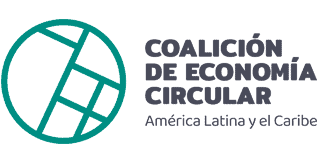 COALICIÓN
DE ECONOMÍA
CIRCULAR
América Latina y el Caribe